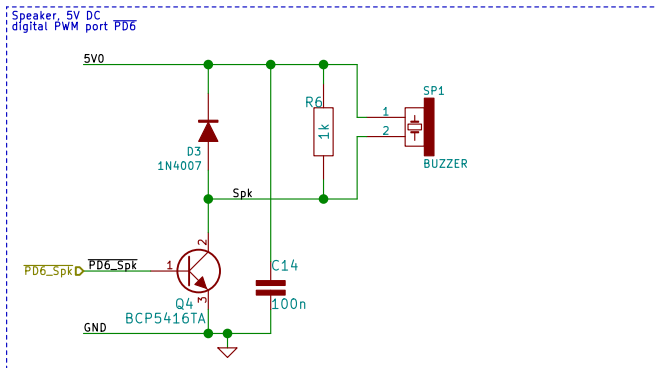 Speaker, 5V DC
digital PWM port PD6
5V0
SP1
R6
1
1k
2
D3
1N4007
BUZZER
Spk
2
PD6_Spk
PD6_Spk
1
C14
3
Q4
100n
BCP5416TA
GND